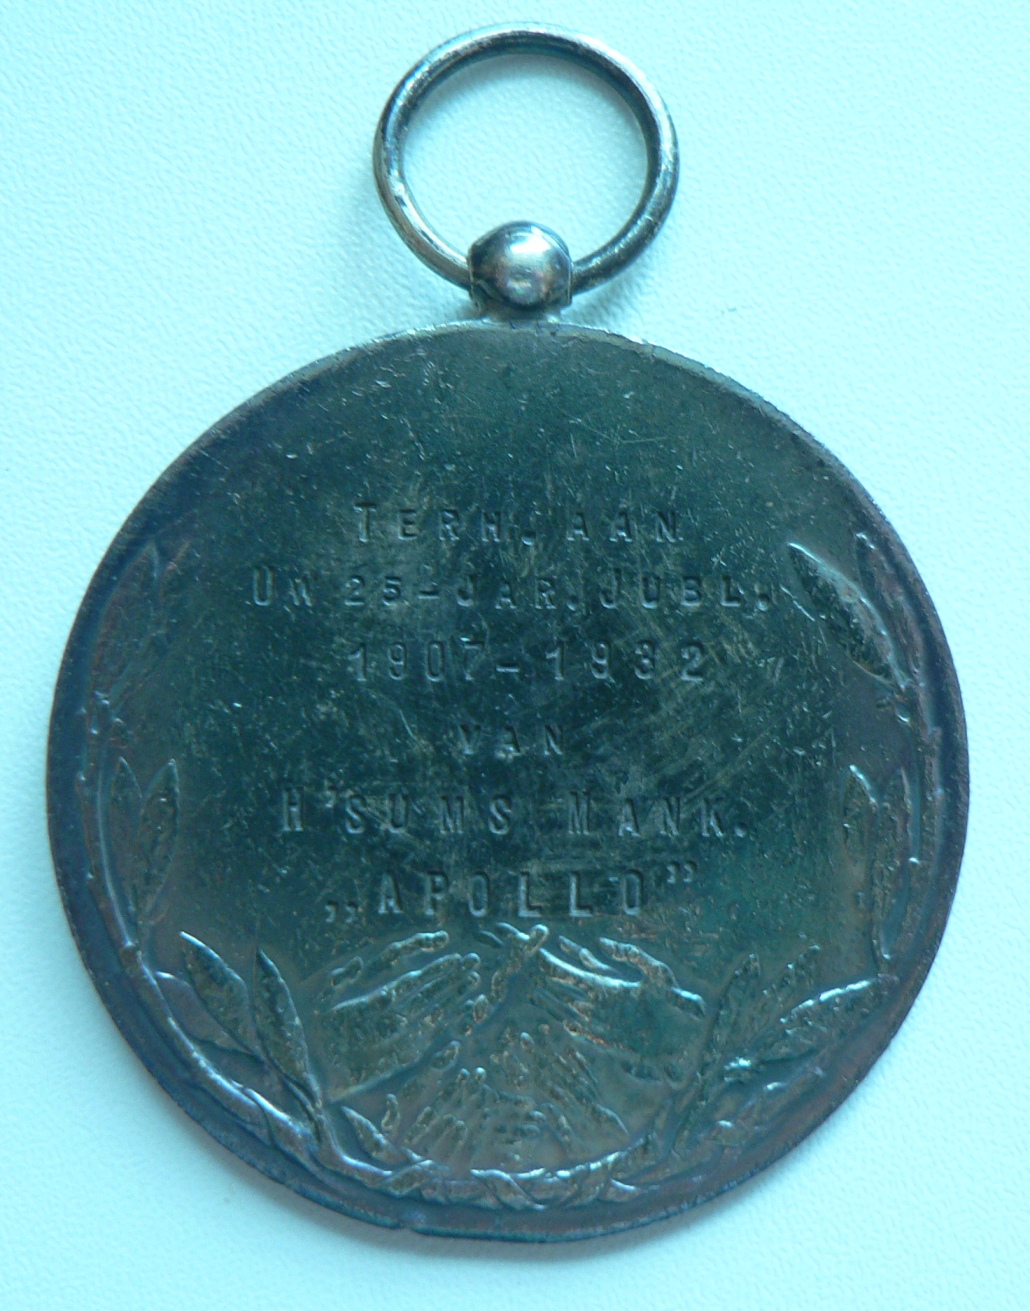 TERH. AAN
UW 25-JAR. JUBL.
1907-1932
VAN
H'SUMS MANK.
„APOLLO”